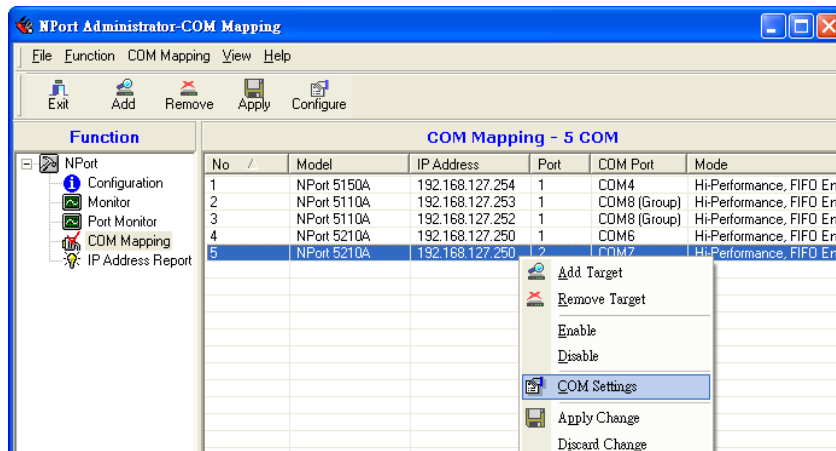 NPort Administrator-COM Mapping
File Function COM Mapping View Help
Exit Add Remove Apply Configure
Function
COM Mapping - 5 COM
NPort
Configuration
Monitor
Port Monitor
COM Mapping
IP Address Report
No Model IP Address Port COM Port Mode
1 NPort 5150A 192.168.127.254 1 COM4 Hi-Performance, FIFO En
2 NPort 5110A 192.168.127.253 1 COM8 (Group) Hi-Performance, FIFO En
3 NPort 5110A 192.168.127.252 1 COM8 (Group) Hi-Performance, FIFO En
4 NPort 5210A 192.168.127.250 1 COM6 Hi-Performance, FIFO En
5 NPort 5210A 192.168.127.250 2 COM7 Hi-Performance, FIFO En
Add Target
Remove Target
Enable
Disable
COM Settings
Apply Change
Discard Change